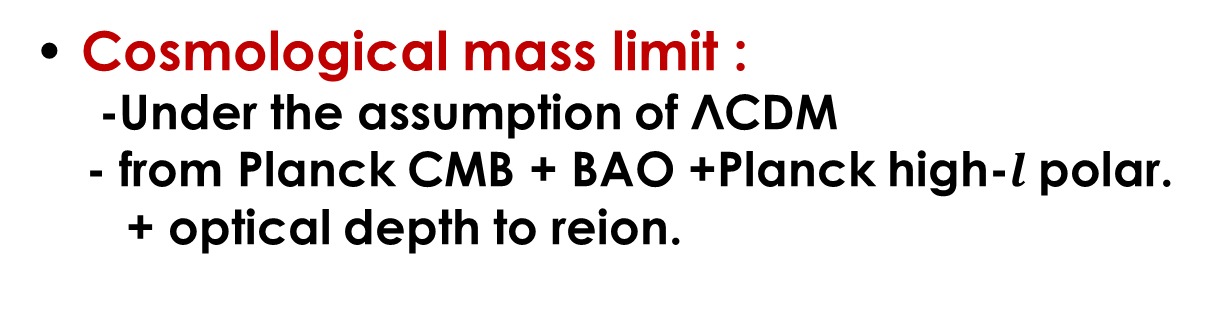 • Cosmological mass limit :
-Under the assumption of ΛCDM
- from Planck CMB + BAO +Planck high-l polar.
+ optical depth to reion.